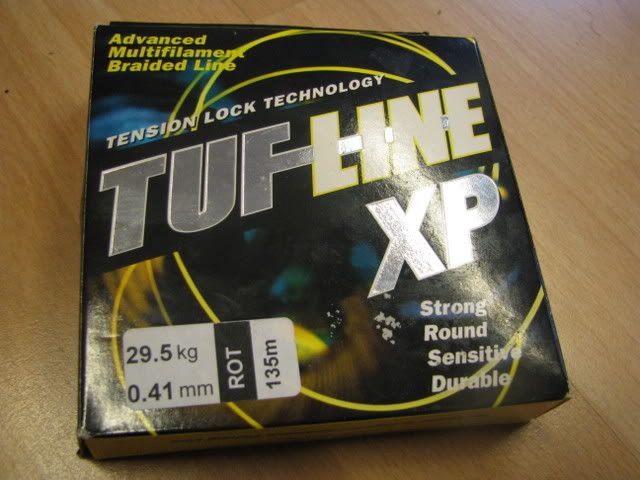 Advanced
Multifilament
Braided Line
TENSION LOCK TECHNOLOGY
TUF-LINE
XP
Strong
Round
Sensitive
Durable
29.5 kg
0.41 mm
ROT
135m